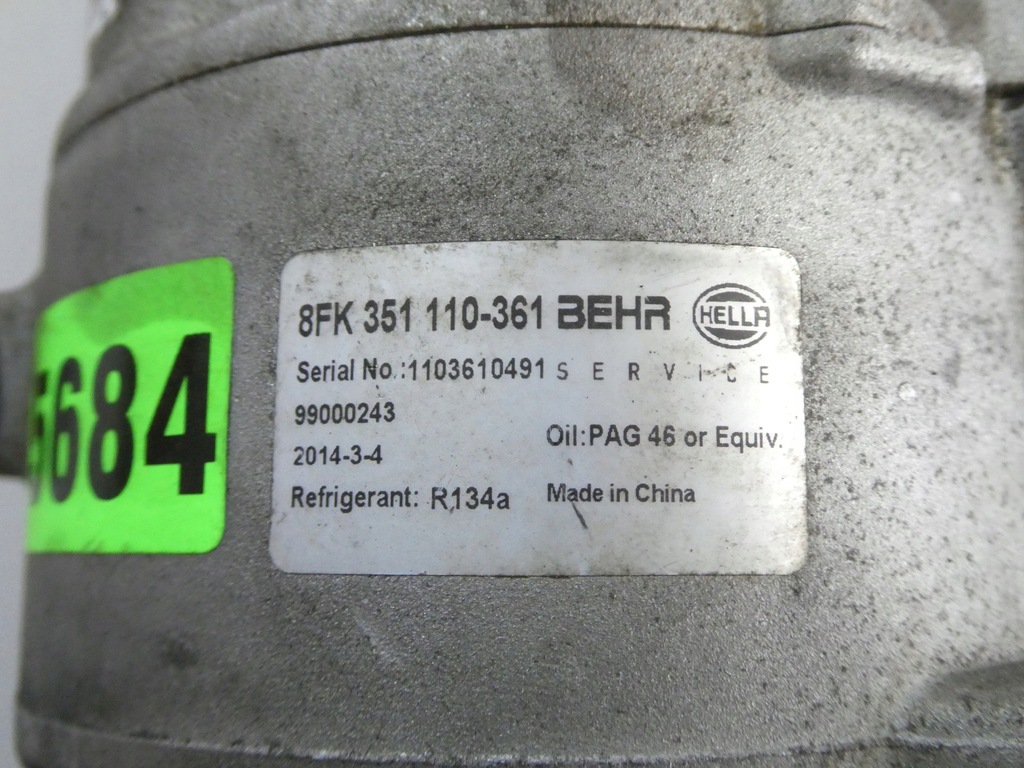 8FK 351 110-361 BEHR HELLA
Serial No.:1103610491 SERVICE
99000243
2014-3-4
Oil:PAG 46 or Equiv.
Refrigerant: R134a
Made in China
5684